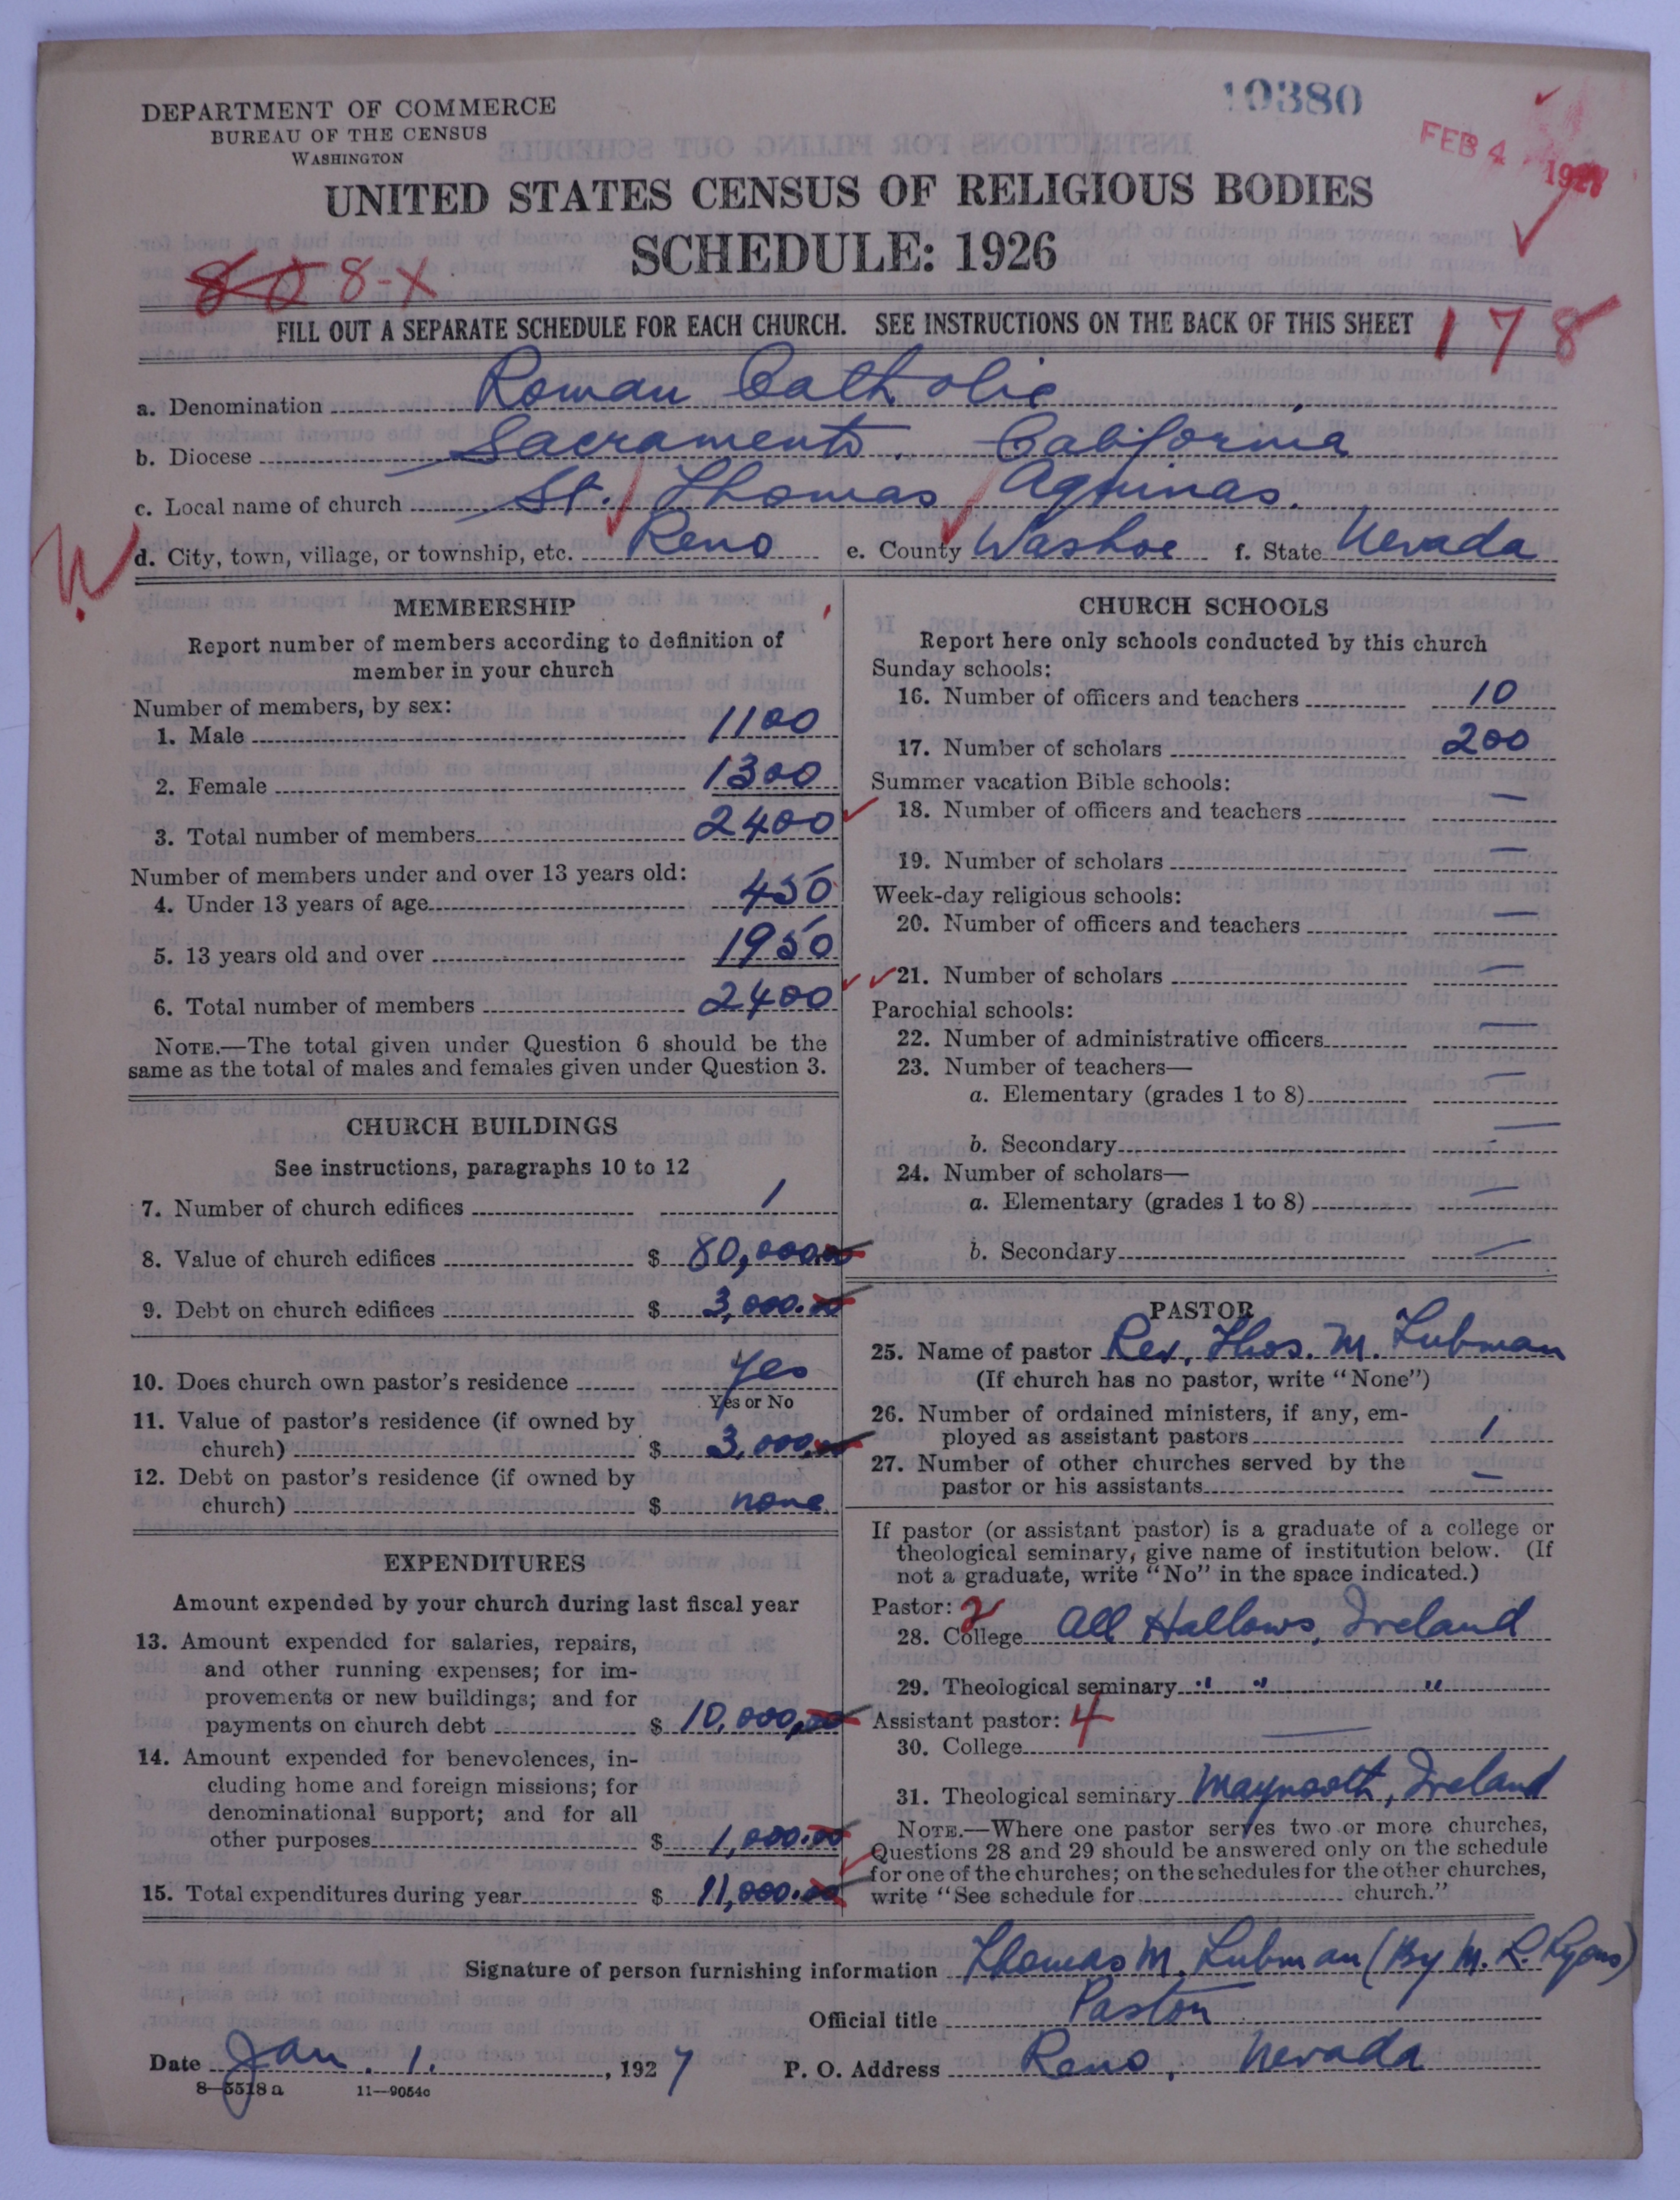 DEPARTMENT OF COMMERCE
BUREAU OF THE CENSUS
WASHINGTON
10380
FEB 4 1927
UNITED STATES CENSUS OF RELIGIOUS BODIES
SCHEDULE: 1926
8-X
FILL OUT A SEPARATE SCHEDULE FOR EACH CHURCH. SEE INSTRUCTIONS ON THE BACK OF THIS SHEET
178
a. Denomination Roman Catholic
b. Diocese Sacramento. California
c. Local name of church St. Thomas Aquinas.
d. City, town, village, or township, etc. Reno e. County Washoe f. State Nevada
MEMBERSHIP
Report number of members according to definition of
member in your church
Number of members, by sex:
1. Male 1100
2. Female 1300
3. Total number of members 2400
Number of members under and over 13 years old:
4. Under 13 years of age 450
5. 13 years old and over 1950
6. Total number of members 2400
NOTE.—The total given under Question 6 should be the
same as the total of males and females given under Question 3.
CHURCH BUILDINGS
See instructions, paragraphs 10 to 12
7. Number of church edifices 1
8. Value of church edifices $ 80,000.00
9. Debt on church edifices $ 3,000.00
10. Does church own pastor's residence Yes
Yes or No
11. Value of pastor's residence (if owned by
church) $ 3,000.00
12. Debt on pastor's residence (if owned by
church) $ none
EXPENDITURES
Amount expended by your church during last fiscal year
13. Amount expended for salaries, repairs,
and other running expenses; for im-
provements or new buildings; and for
payments on church debt $ 10,000.00
14. Amount expended for benevolences, in-
cluding home and foreign missions; for
denominational support; and for all
other purposes $ 1,000.00
15. Total expenditures during year $ 11,000.00
CHURCH SCHOOLS
Report here only schools conducted by this church
Sunday schools:
16. Number of officers and teachers 10
17. Number of scholars 200
Summer vacation Bible schools:
18. Number of officers and teachers —
19. Number of scholars —
Week-day religious schools:
20. Number of officers and teachers —
21. Number of scholars —
Parochial schools:
22. Number of administrative officers —
23. Number of teachers—
a. Elementary (grades 1 to 8) —
b. Secondary —
24. Number of scholars—
a. Elementary (grades 1 to 8) —
b. Secondary —
PASTOR
25. Name of pastor Rev. Thos. M. Tubman
(If church has no pastor, write "None")
26. Number of ordained ministers, if any, em-
ployed as assistant pastors 1
27. Number of other churches served by the
pastor or his assistants —
If pastor (or assistant pastor) is a graduate of a college or
theological seminary, give name of institution below. (If
not a graduate, write "No" in the space indicated.)
Pastor: 2
28. College All Hallows, Ireland
29. Theological seminary " " "
Assistant pastor: 4
30. College —
31. Theological seminary Maynooth, Ireland
NOTE.—Where one pastor serves two or more churches,
Questions 28 and 29 should be answered only on the schedule
for one of the churches; on the schedules for the other churches,
write "See schedule for church."
Signature of person furnishing information Thomas M. Tubman (By M. L. Ryons)
Official title Pastor
Date Jan. 1. , 1927 P. O. Address Reno, Nevada
8—5518 a 11—9054c